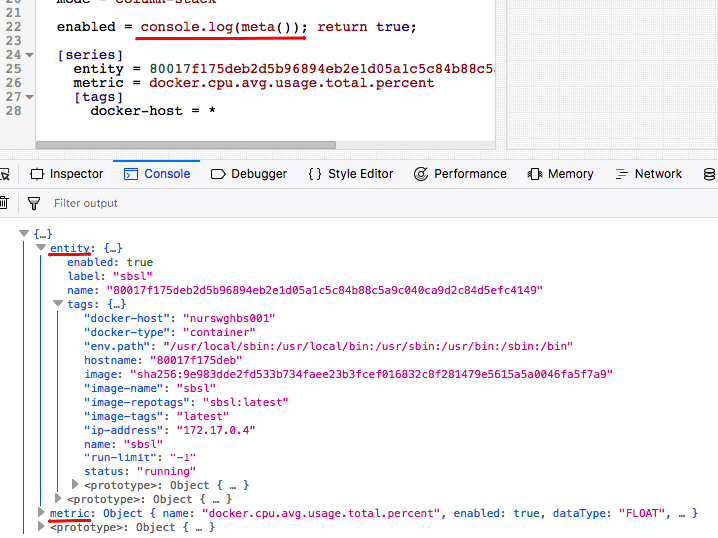 20 mode = column-stack
21
22 enabled = console.log(meta()); return true;
23
24 [series]
25 entity = 80017f175deb2d5b96894eb2e1d05a1c5c84b88c5a
26 metric = docker.cpu.avg.usage.total.percent
27 [tags]
28 docker-host = *
Inspector Console Debugger { } Style Editor Performance Memory Network
Filter output
{…}
entity: {…}
enabled: true
label: "sbsl"
name: "80017f175deb2d5b96894eb2e1d05a1c5c84b88c5a9c040ca9d2c84d5efc4149"
tags: {…}
"docker-host": "nurswghbs001"
"docker-type": "container"
"env.path": "/usr/local/sbin:/usr/local/bin:/usr/sbin:/usr/bin:/sbin:/bin"
hostname: "80017f175deb"
image: "sha256:9e983dde2fd533b734faee23b3fcef016832c8f281479e5615a5a0046fa5f7a9"
"image-name": "sbsl"
"image-repotags": "sbsl:latest"
"image-tags": "latest"
"ip-address": "172.17.0.4"
name: "sbsl"
"run-limit": "-1"
status: "running"
<prototype>: Object { … }
<prototype>: Object { … }
metric: Object { name: "docker.cpu.avg.usage.total.percent", enabled: true, dataType: "FLOAT", … }
<prototype>: Object { … }